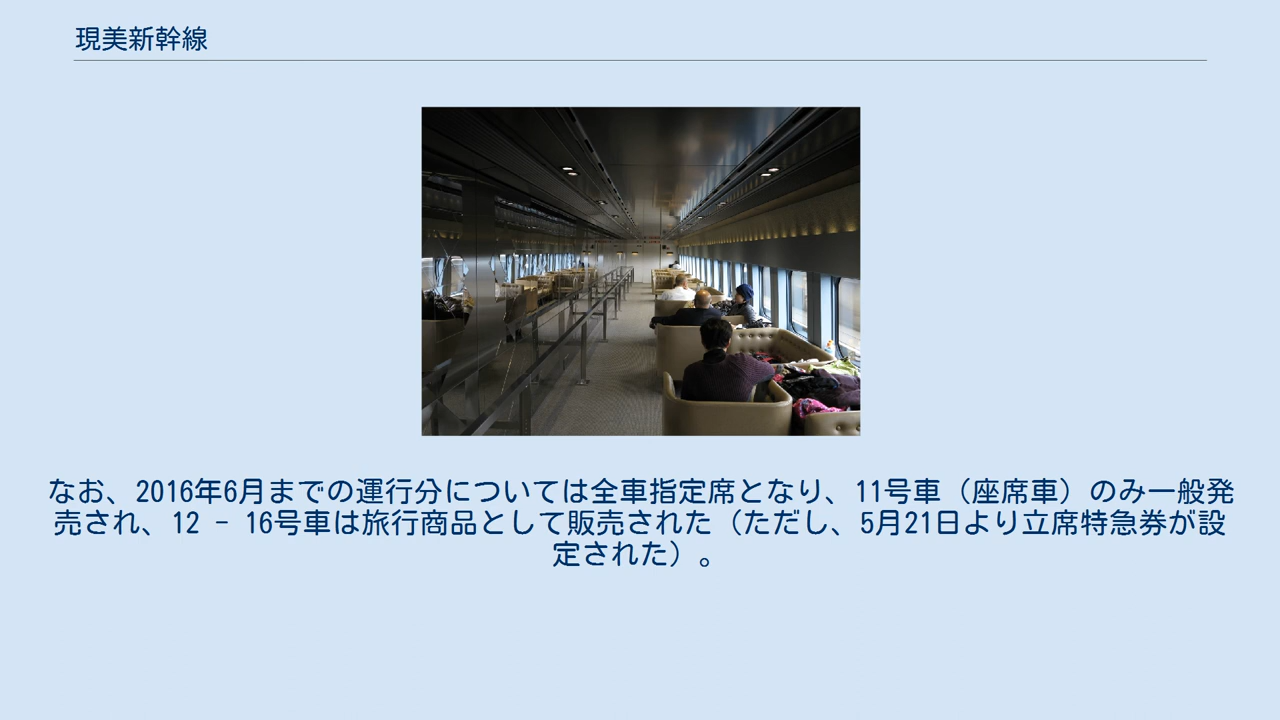 現美新幹線
なお、2016年6月までの運行分については全車指定席となり、11号車（座席車）のみ一般発
売され、12 - 16号車は旅行商品として販売された（ただし、5月21日より立席特急券が設
定された）。